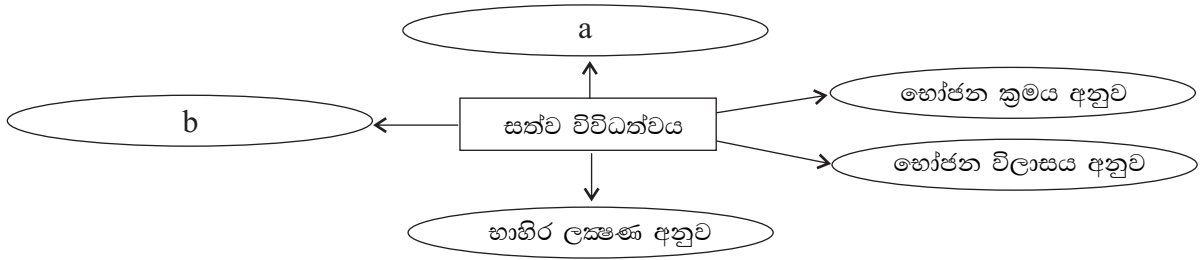 a
භෝජන ක්‍රමය අනුව
b
සත්ව විවිධත්වය
භෝජන විලාසය අනුව
භාහිර ලක්‍ෂණ අනුව